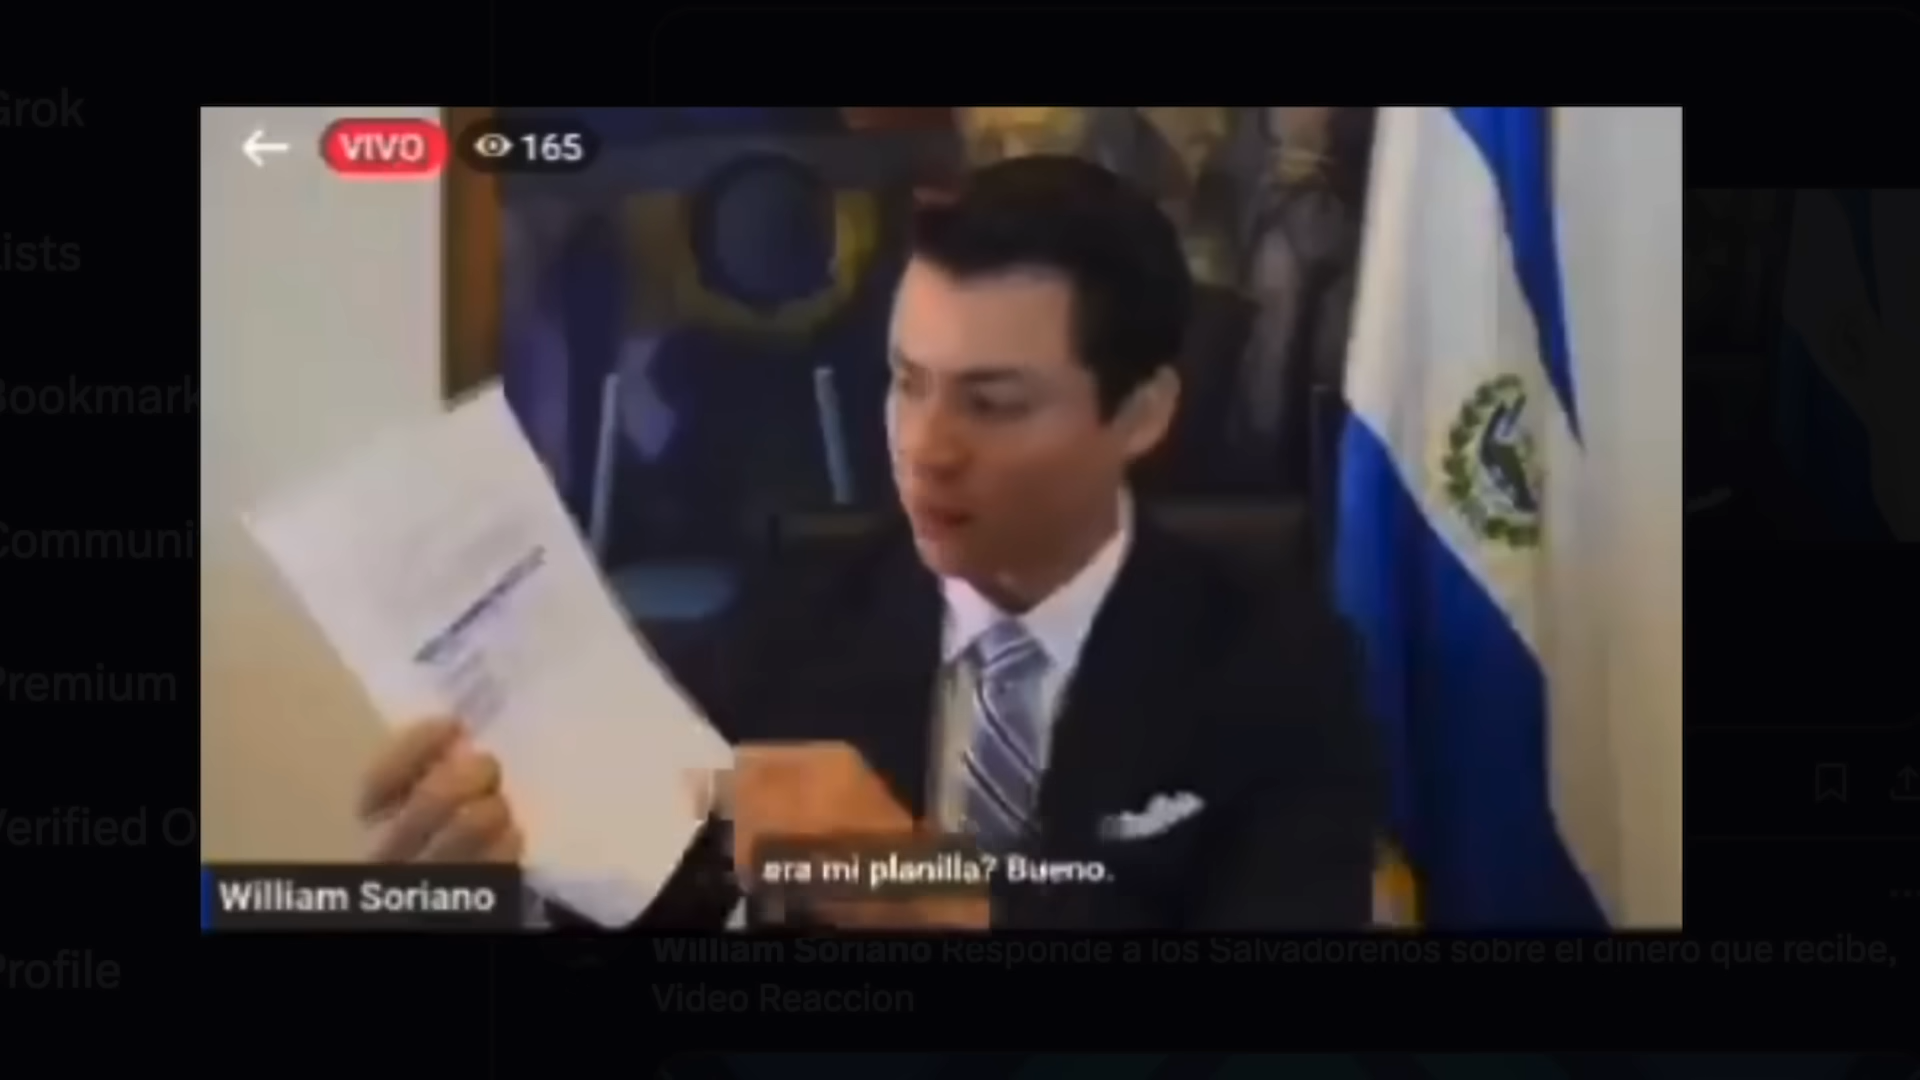 Grok
Lists
Bookmark
Communi
Premium
Verified O
Profile
VIVO
165
era mi planilla? Bueno.
William Soriano
William Soriano Responde a los Salvadoreños sobre el dinero que recibe,
Video Reaccion